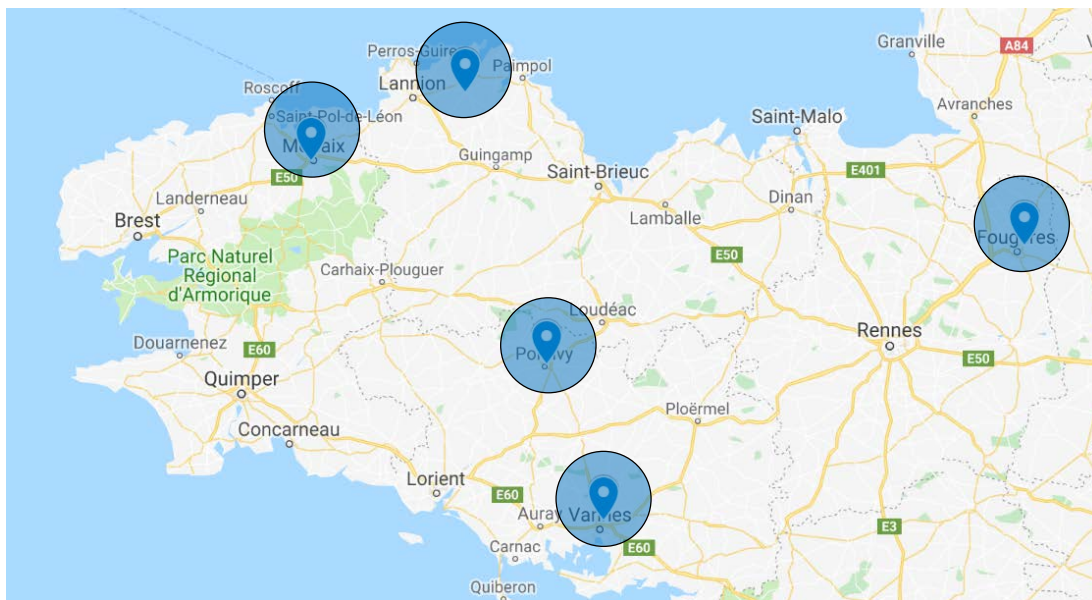 Granville
A84
Perros-Guire
Paimpol
Lannion
Roscoff
Avranches
Saint-Pol-de-Léon
Saint-Malo
Morlaix
Guingamp
E401
Saint-Brieuc
E50
Landerneau
Dinan
Lamballe
Brest
Fougères
Parc Naturel
Régional
d'Armorique
E50
Carhaix-Plouguer
Loudéac
Rennes
Douarnenez
E60
Pontivy
E50
Quimper
Ploërmel
Concarneau
Lorient
E60
Auray
Vannes
E3
Carnac
E60
Quiberon